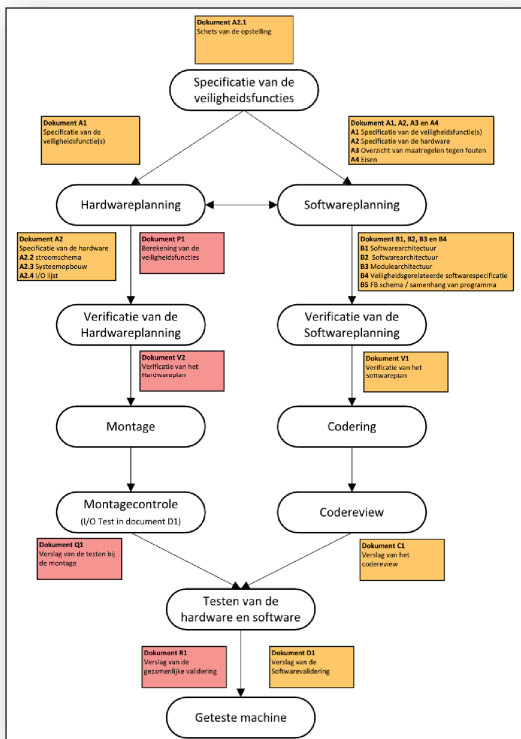 Dokument A2.1
Schets van de opstelling
Specificatie van de
veiligheidsfuncties
Dokument A1
Specificatie van de
veiligheidsfunctie(s)
Dokument A1, A2, A3 en A4
A1 Specificatie van de veiligheidsfunctie(s)
A2 Specificatie van de hardware
A3 Overzicht van maatregelen tegen fouten
A4 Eisen
Hardwareplanning
Softwareplanning
Dokument A2
Specificatie van de hardware
A2.2 stroomschema
A2.3 Systeemopbouw
A2.4 I/O lijst
Dokument P1
Berekening van de
veiligheidsfuncties
Dokument B1, B2, B3 en B4
B1 Softwarearchitectuur
B2 Softwarearchitectuur
B3 Modulearchitectuur
B4 Veiligheidsgerelateerde softwarespecificatie
B5 FB schema / samenhang van programma
Verificatie van de
Hardwareplanning
Verificatie van de
Softwareplanning
Dokument V2
Verificatie van het
Hardwareplan
Dokument V1
Verificatie van het
Softwareplan
Montage
Codering
Montagecontrole
(I/O Test in document D1)
Codereview
Dokument Q1
Verslag van de testen bij
de montage
Dokument C1
Verslag van het
codereview
Testen van de
hardware en software
Dokument R1
Verslag van de
gezamenlijke validering
Dokument D1
Verslag van de
Softwarevalidering
Geteste machine